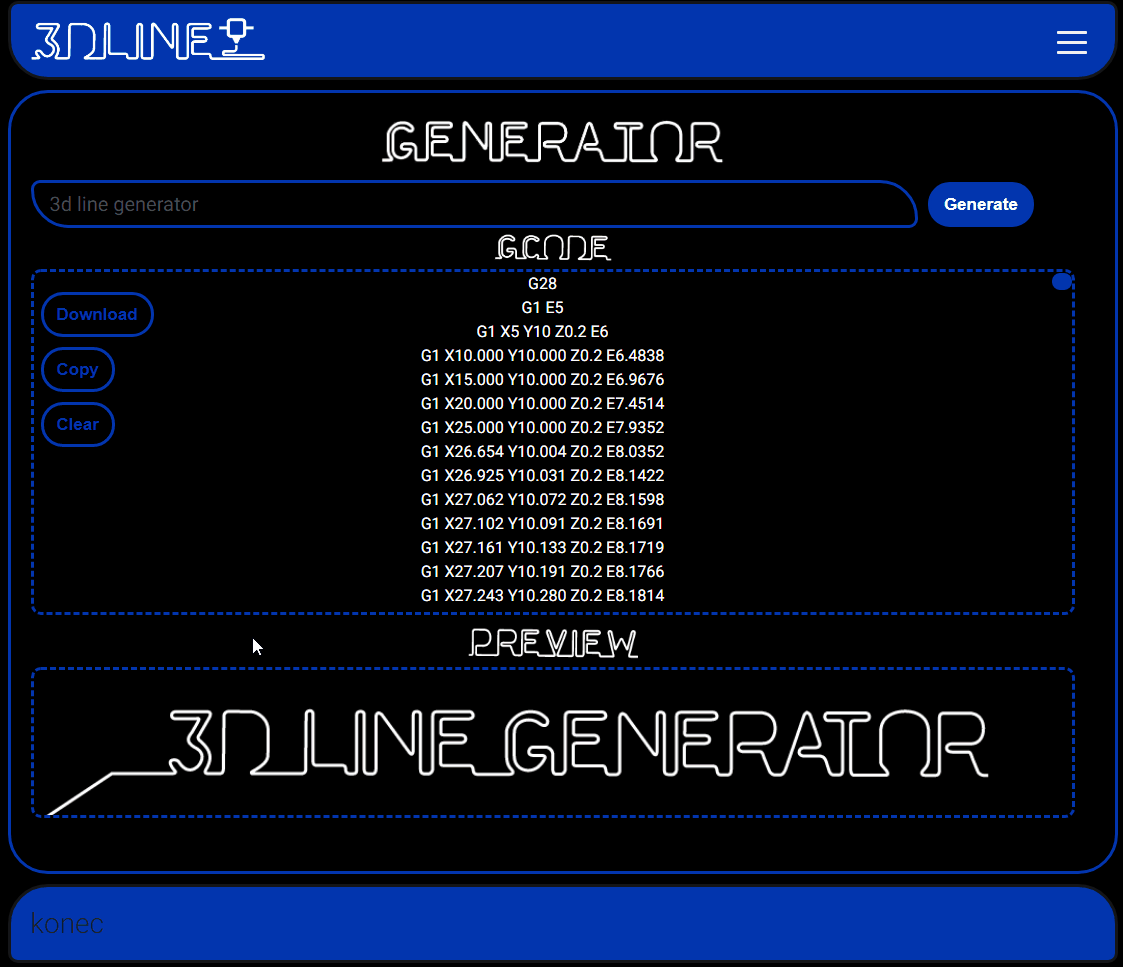 3DLINE
GENERATOR
3d line generator
Generate
GCODE
Download
Copy
Clear
G28
G1 E5
G1 X5 Y10 Z0.2 E6
G1 X10.000 Y10.000 Z0.2 E6.4838
G1 X15.000 Y10.000 Z0.2 E6.9676
G1 X20.000 Y10.000 Z0.2 E7.4514
G1 X25.000 Y10.000 Z0.2 E7.9352
G1 X26.654 Y10.004 Z0.2 E8.0352
G1 X26.925 Y10.031 Z0.2 E8.1422
G1 X27.062 Y10.072 Z0.2 E8.1598
G1 X27.102 Y10.091 Z0.2 E8.1691
G1 X27.161 Y10.133 Z0.2 E8.1719
G1 X27.207 Y10.191 Z0.2 E8.1766
G1 X27.243 Y10.280 Z0.2 E8.1814
PREVIEW
3D LINE GENERATOR
konec